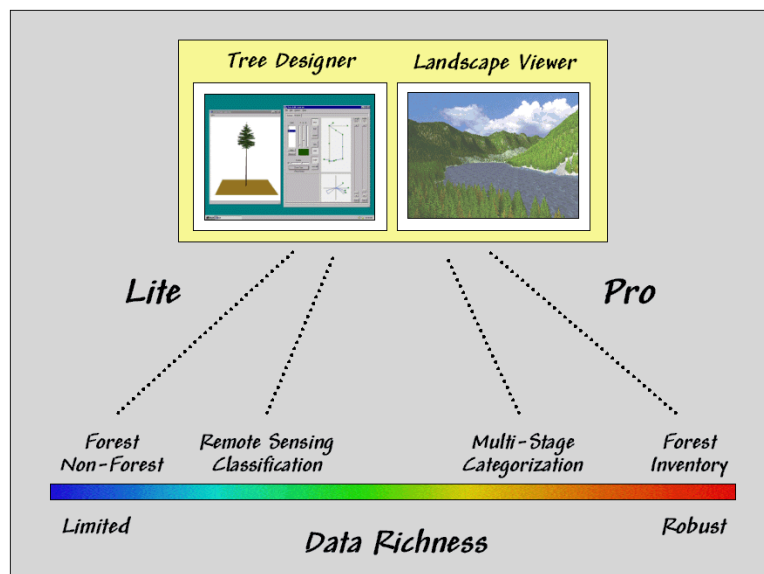 Tree Designer
Landscape Viewer
Lite
Pro
Forest
Non-Forest
Remote Sensing
Classification
Multi-Stage
Categorization
Forest
Inventory
Limited
Robust
Data Richness